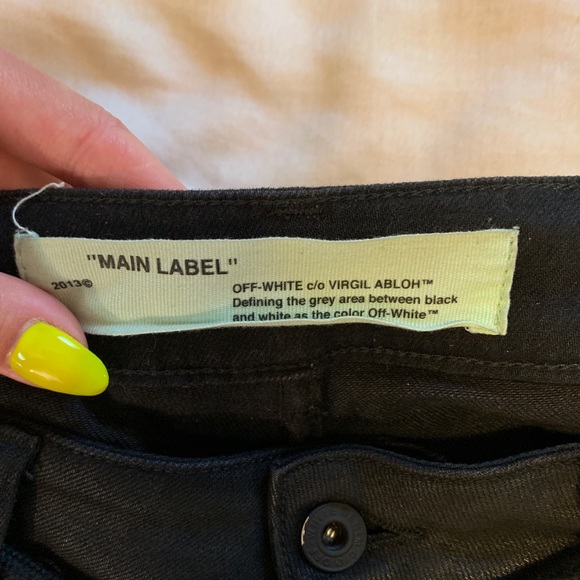 "MAIN LABEL"
2013©
OFF-WHITE c/o VIRGIL ABLOH™
Defining the grey area between black
and white as the color Off-White™